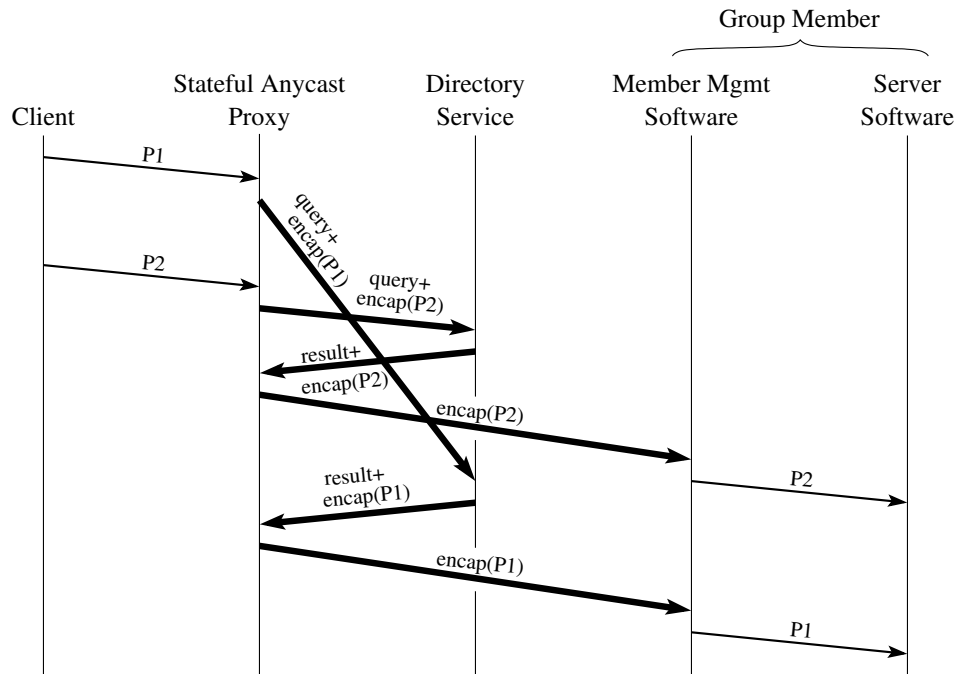 Group Member
Stateful Anycast
Directory
Member Mgmt
Server
Client
Proxy
Service
Software
Software
P1
query+
encap(P1)
P2
query+
encap(P2)
result+
encap(P2)
encap(P2)
P2
result+
encap(P1)
encap(P1)
P1